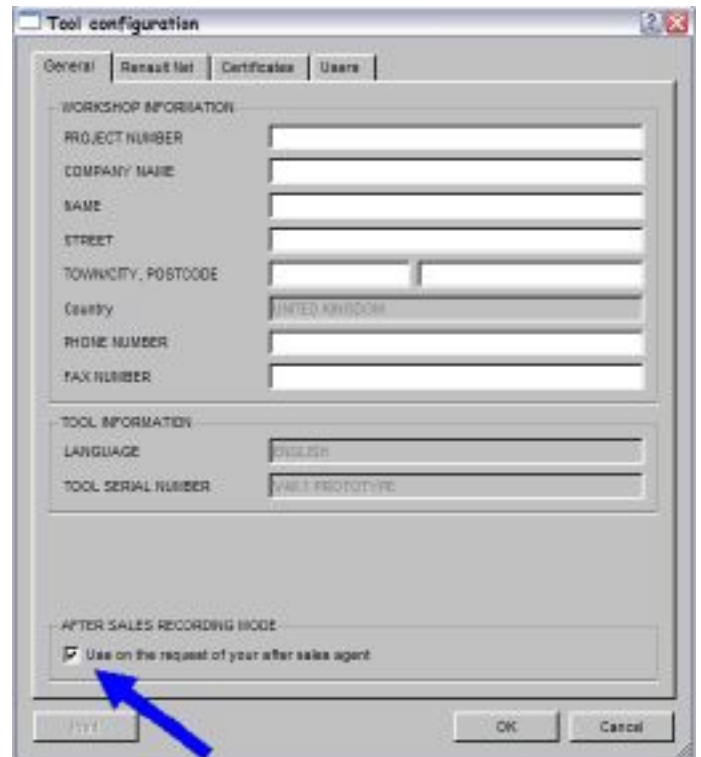 Tool configuration
General Renault Net Certificates Users
WORKSHOP INFORMATION
PROJECT NUMBER
COMPANY NAME
NAME
STREET
TOWN/CITY, POSTCODE
Country UNITED KINGDOM
PHONE NUMBER
FAX NUMBER
TOOL INFORMATION
LANGUAGE ENGLISH
TOOL SERIAL NUMBER PROTOTYPE
AFTER SALES RECORDING MODE
Use on the request of your after sales agent
Print OK Cancel